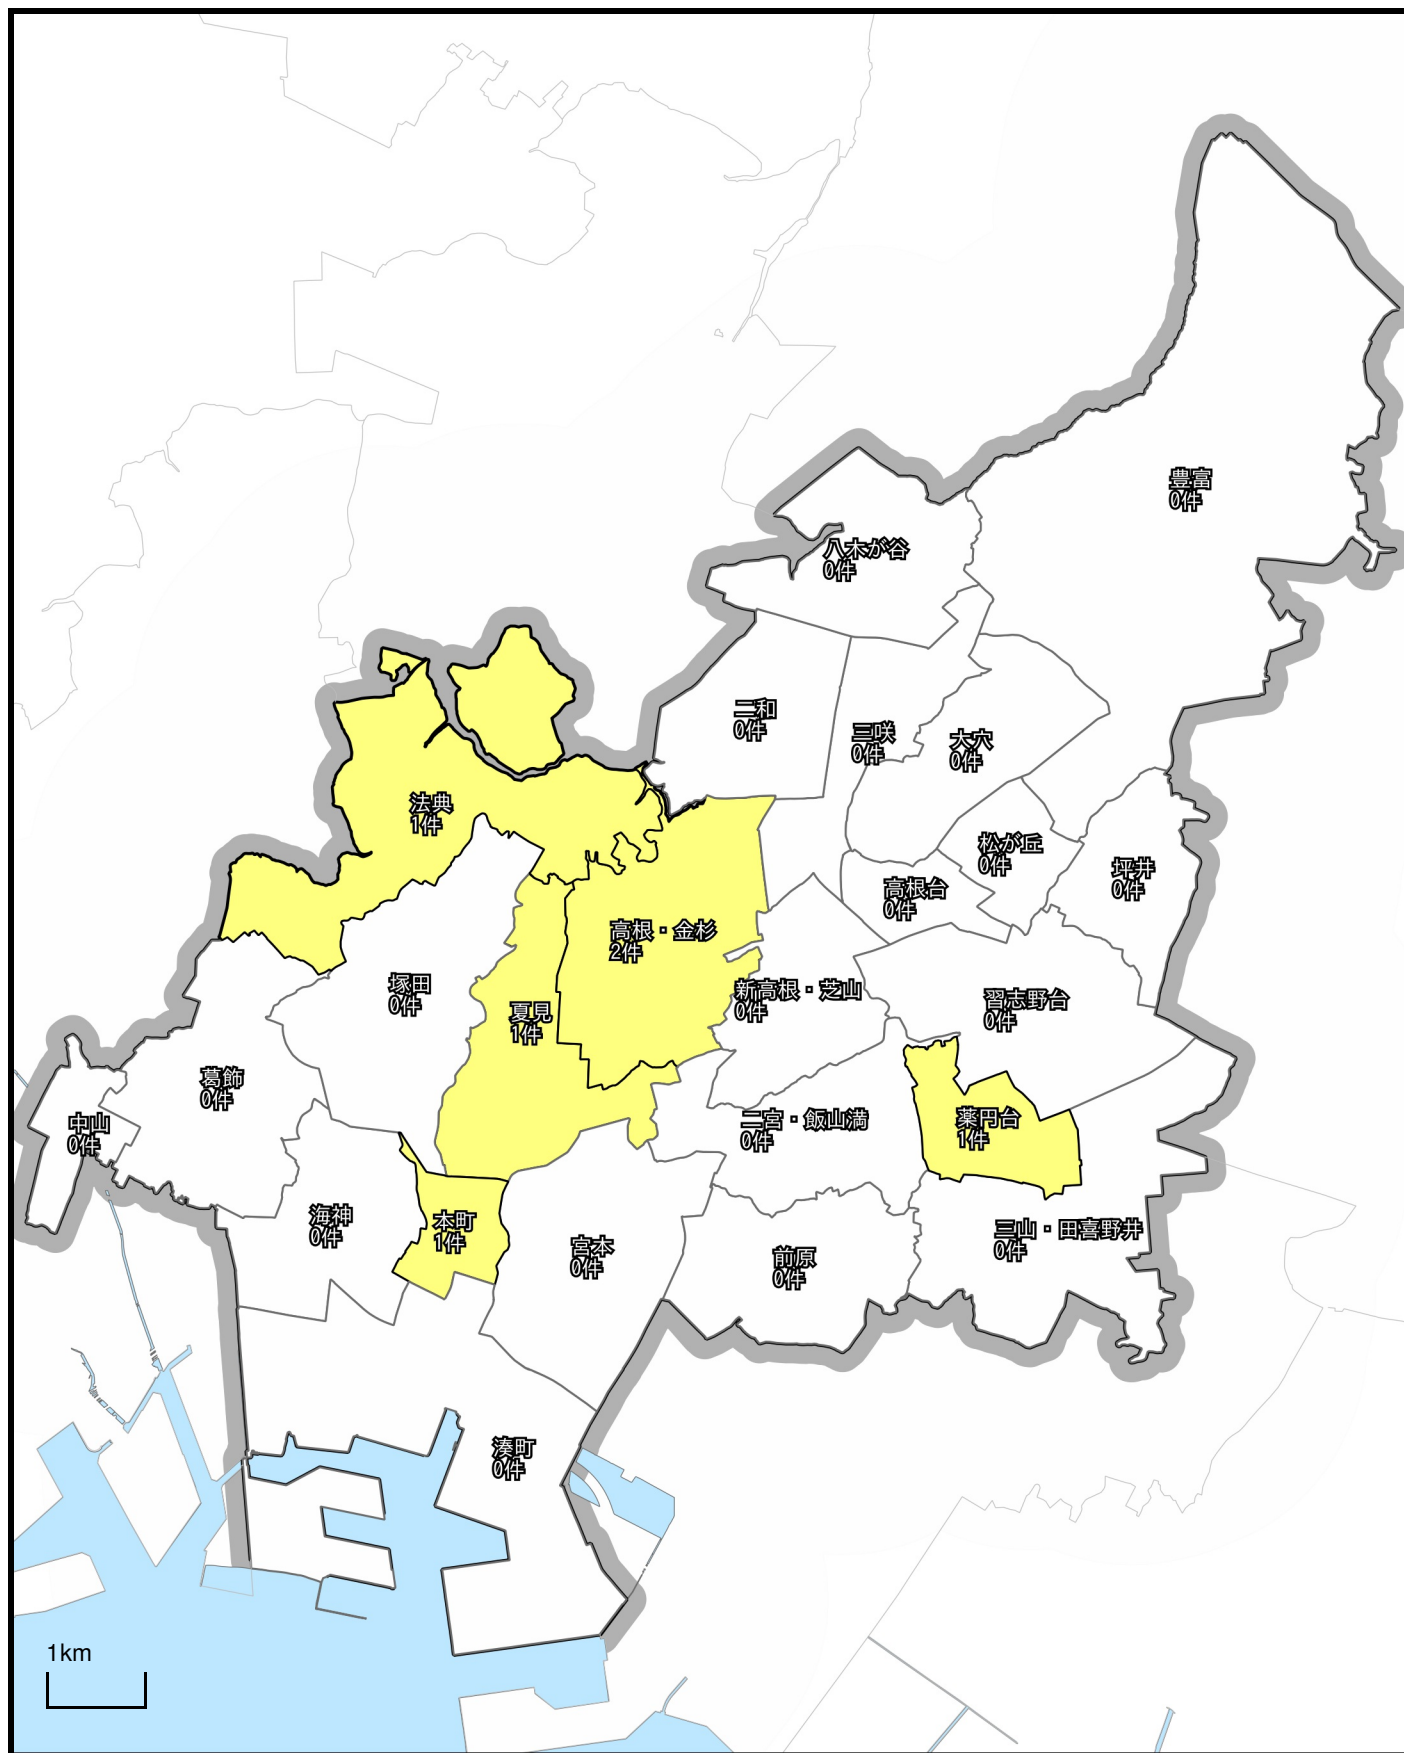 豊富
0件
八木が谷
0件
二和
0件
三咲
0件
大穴
0件
法典
1件
松が丘
0件
坪井
0件
高根台
0件
高根・金杉
2件
塚田
0件
新高根・芝山
0件
習志野台
0件
夏見
1件
葛飾
0件
中山
0件
二宮・飯山満
0件
薬円台
1件
海神
0件
本町
1件
宮本
0件
前原
0件
三山・田喜野井
0件
湊町
0件
1km